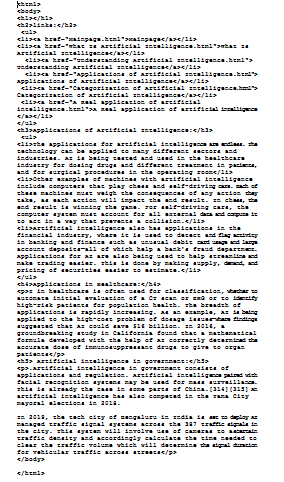 <html>
<body>
<h1></h1>
<h2>links:</h2>
<ul>
<li><a href="mainpage.html">mainpage</a></li>
<li><a href="what is artificial intelligence.html">what is
artificial intelligence</a></li>
<li><a href="understanding artificial intelligence.html">
understanding artificial intelligence</a></li>
<li><a href="applications of artificial intelligence.html">
applications of artificial intelligence</a></li>
<li><a href="Categorization of artificial intelligence.html">
Categorization of artificial intelligence</a></li>
<li><a href="a meal application of artificial
intelligence.html">a meal application of artificial intelligence
</a></li>
</ul>
<h3>applications of artificial intelligence:</h3>
<ul>
<li>The applications for artificial intelligence are endless. the
technology can be applied to many different sectors and
industries. AI is being tested and used in the healthcare
industry for dosing drugs and different treatment in patients,
and for surgical procedures in the operating room</li>
<li>Other examples of machines with artificial intelligence
include computers that play chess and self-driving cars. each of
these machines must weigh the consequences of any action they
take, as each action will impact the end result. In chess, the
end result is winning the game. For self-driving cars, the
computer system must account for all external data and compute it
to act in a way that prevents a collision.</li>
<li>artificial intelligence also has applications in the
financial industry, where it is used to detect and flag activity
in banking and finance such as unusual debit card usage and large
account deposits—all of which help a bank's fraud department.
applications for AI are also being used to help streamline and
make trading easier. this is done by making supply, demand, and
pricing of securities easier to estimate.</li>
</ul>
<h4>applications in healthcare:</h4>
<p>AI in healthcare is often used for classification, whether to
automate initial evaluation of a CT scan or EKG or to identify
high-risk patients for population health. The breadth of
applications is rapidly increasing. As an example, AI is being
applied to the high-cost problem of dosage issues—where findings
suggested that AI could save $16 billion. In 2016, a
groundbreaking study in California found that a mathematical
formula developed with the help of AI correctly determined the
accurate dose of immunosuppressant drugs to give to organ
patients</p>
<h5> artificial intelligence in government:</h5>
<p>.Artificial intelligence in government consists of
applications and regulation. Artificial intelligence paired with
facial recognition systems may be used for mass surveillance.
this is already the case in some parts of China.[314][315] An
artificial intelligence has also competed in the Tama City
mayoral elections in 2018.
In 2019, the tech city of Bengaluru in India is set to deploy AI
managed traffic signal systems across the 387 traffic signals in
the city. this system will involve use of cameras to ascertain
traffic density and accordingly calculate the time needed to
clear the traffic volume which will determine the signal duration
for vehicular traffic across streets</p>
</body>
</html>